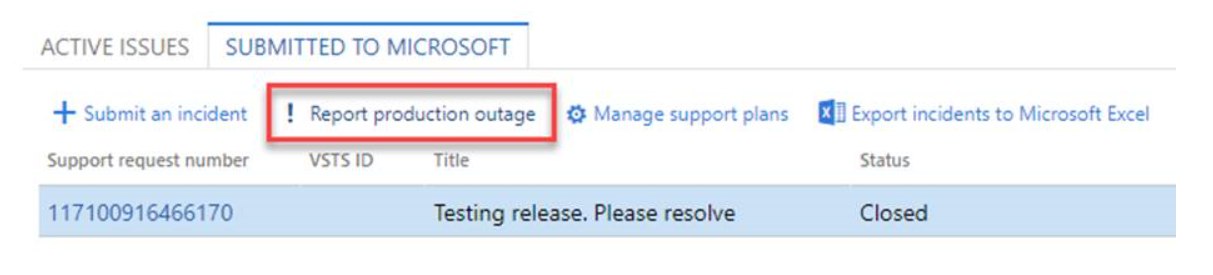 ACTIVE ISSUES SUBMITTED TO MICROSOFT
+ Submit an incident ! Report production outage Manage support plans Export incidents to Microsoft Excel
Support request number VSTS ID Title Status
117100916466170 Testing release. Please resolve Closed